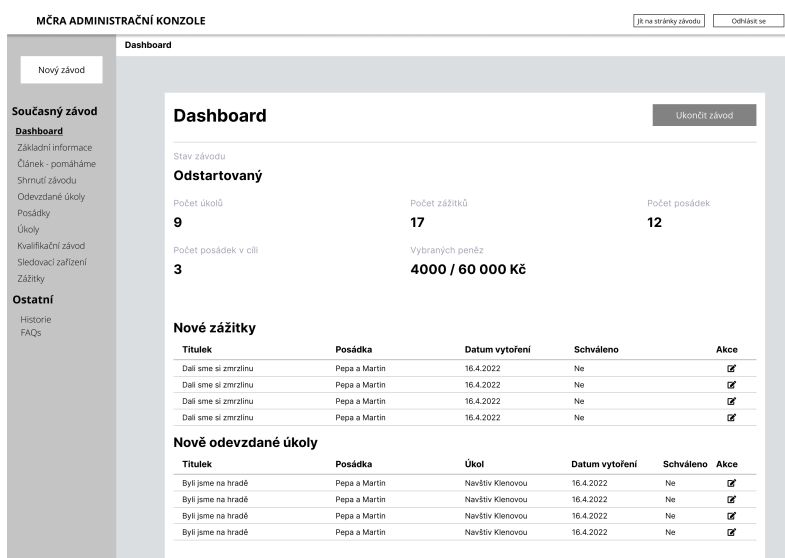 MČRA ADMINISTRAČNÍ KONZOLE
Jít na stránky závodu
Odhlásit se
Dashboard
Nový závod
Současný závod
Dashboard
Základní informace
Článek - pomáháme
Shrnutí závodu
Odevzdané úkoly
Posádky
Úkoly
Kvalifikační závod
Sledovací zařízení
Zážitky
Ostatní
Historie
FAQs
Dashboard
Ukončit závod
Stav závodu
Odstartovaný
Počet úkolů Počet zážitků Počet posádek
9 17 12
Počet posádek v cíli Vybraných peněz
3 4000 / 60 000 Kč
Nové zážitky
Titulek Posádka Datum vytoření Schváleno Akce
Dali sme si zmrzlinu Pepa a Martin 16.4.2022 Ne
Dali sme si zmrzlinu Pepa a Martin 16.4.2022 Ne
Dali sme si zmrzlinu Pepa a Martin 16.4.2022 Ne
Dali sme si zmrzlinu Pepa a Martin 16.4.2022 Ne
Nově odevzdané úkoly
Titulek Posádka Úkol Datum vytoření Schváleno Akce
Byli jsme na hradě Pepa a Martin Navštiv Klenovou 16.4.2022 Ne
Byli jsme na hradě Pepa a Martin Navštiv Klenovou 16.4.2022 Ne
Byli jsme na hradě Pepa a Martin Navštiv Klenovou 16.4.2022 Ne
Byli jsme na hradě Pepa a Martin Navštiv Klenovou 16.4.2022 Ne